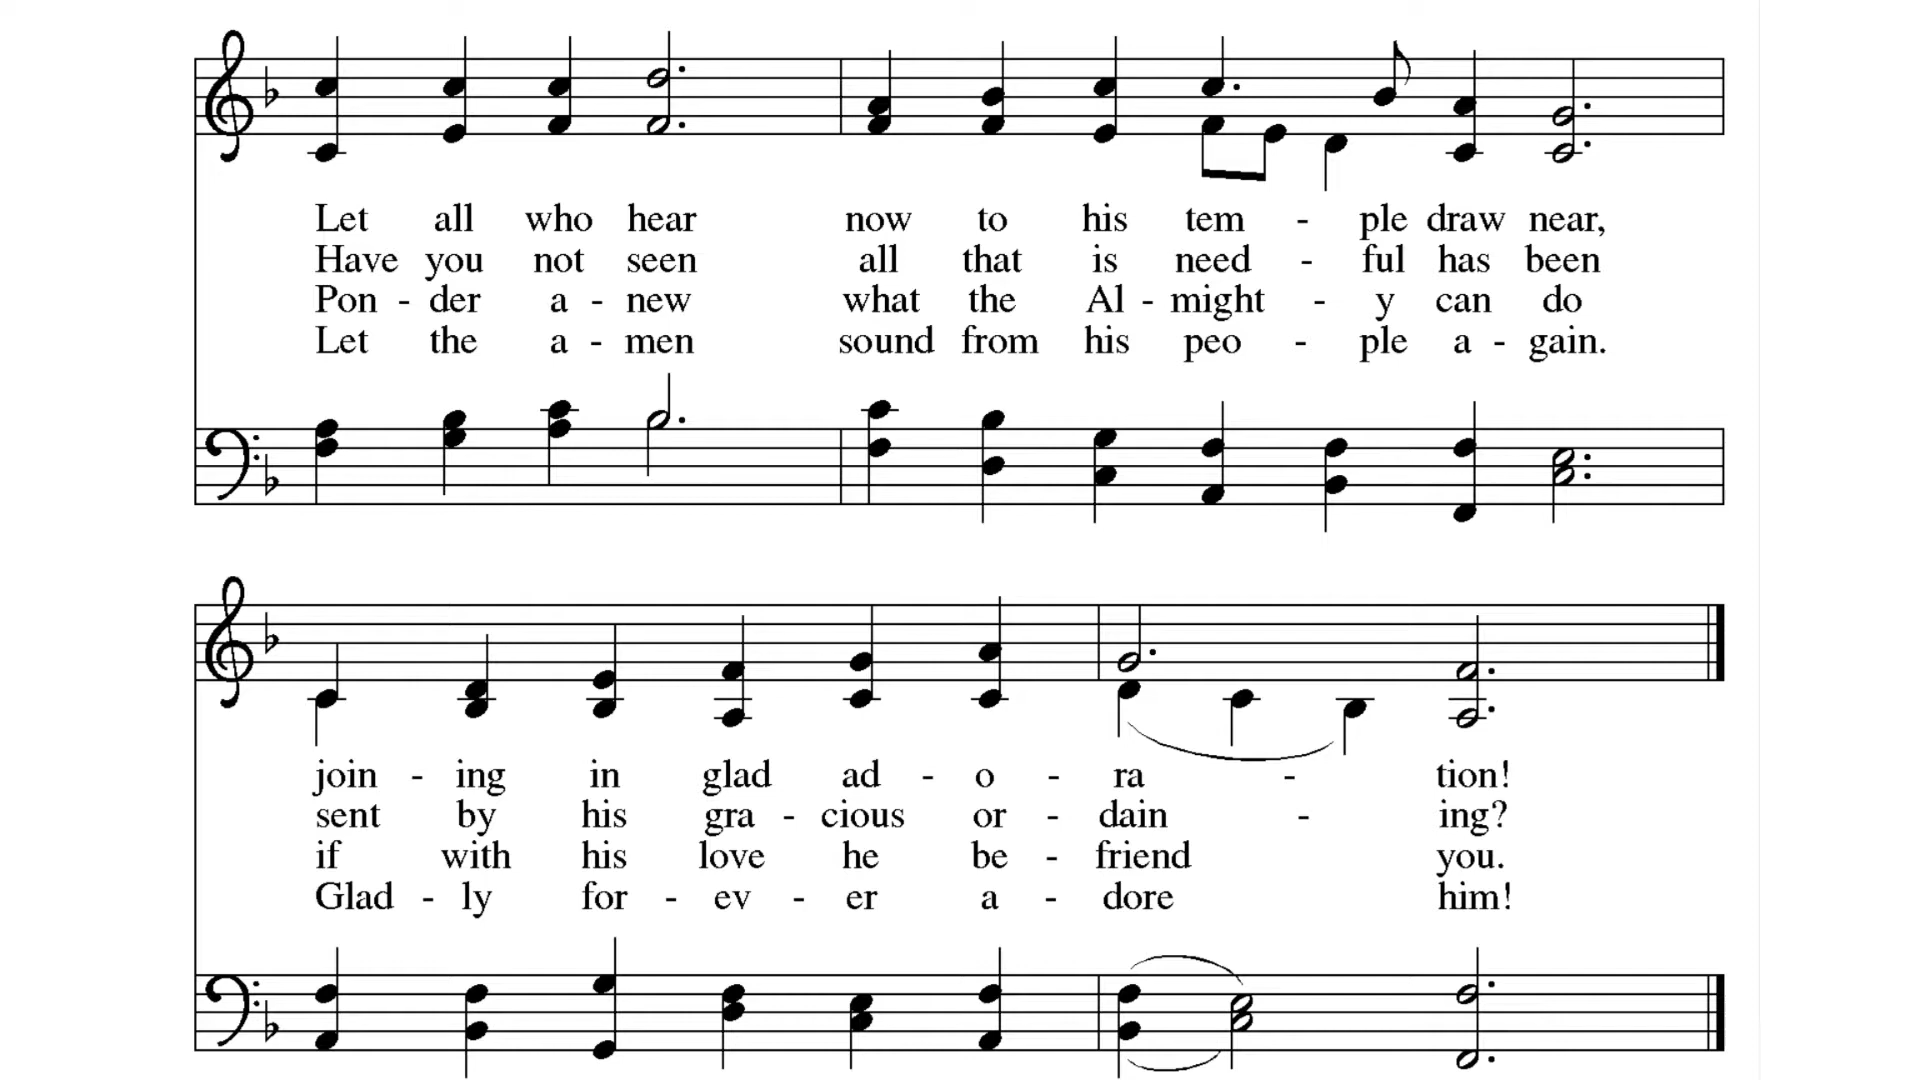 Let all who hear now to his tem - ple draw near,
Have you not seen all that is need - ful has been
Pon - der a - new what the Al - might - y can do
Let the a - men sound from his peo - ple a - gain.
join - ing in glad ad - o - ra - tion!
sent by his gra - cious or - dain - ing?
if with his love he be - friend you.
Glad - ly for - ev - er a - dore him!